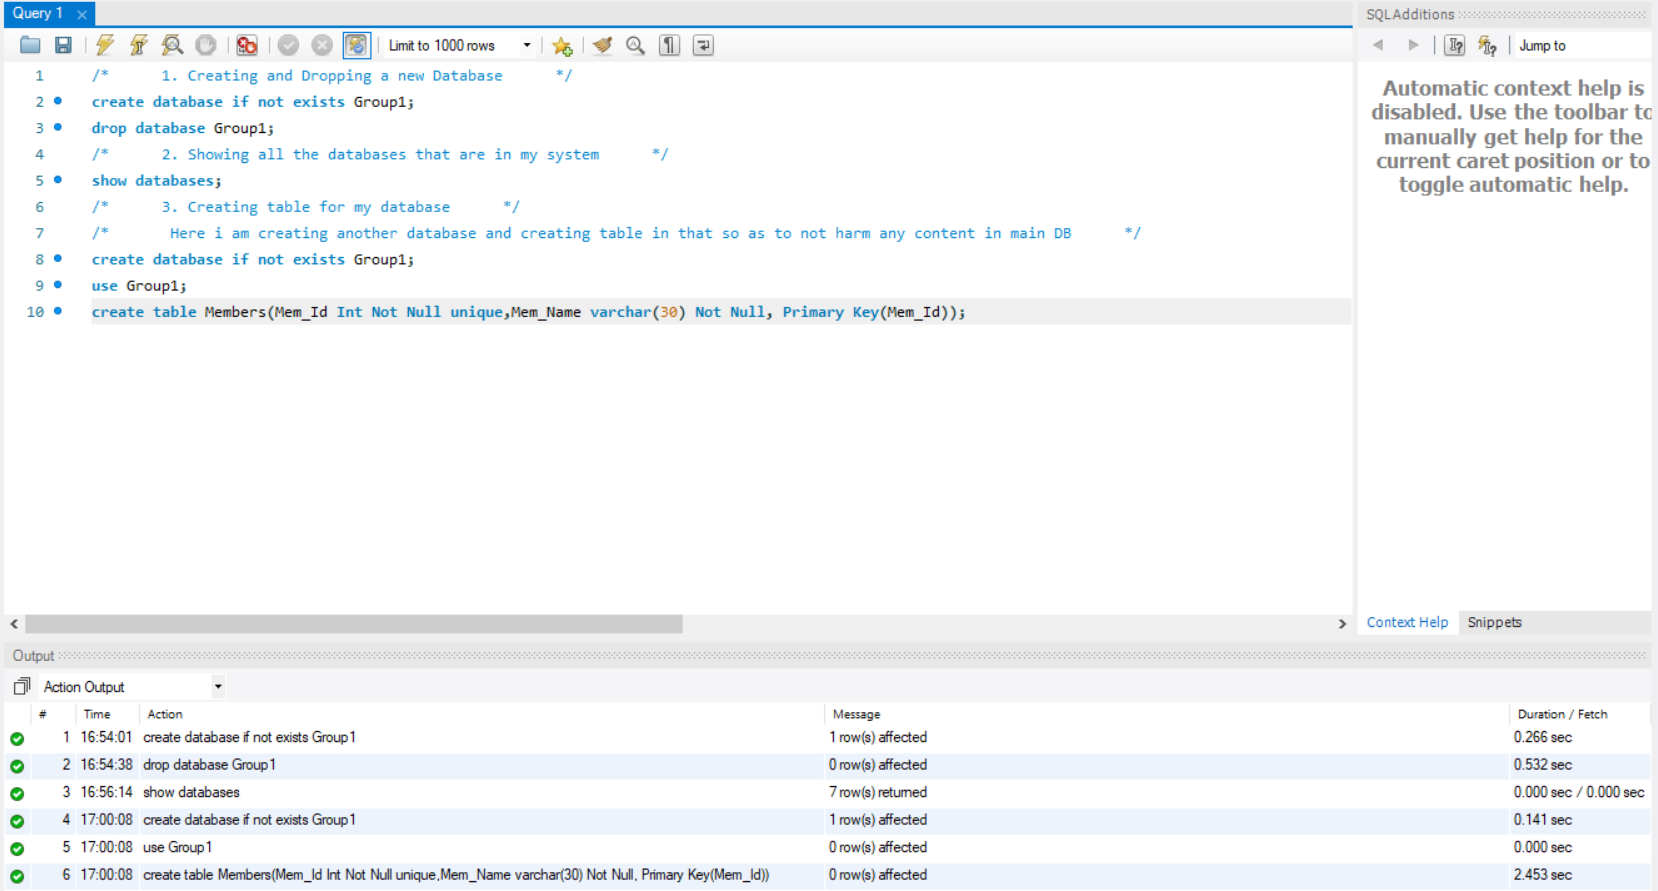 Query 1
SQLAdditions
Limit to 1000 rows
Jump to
1 /* 1. Creating and Dropping a new Database */
2 create database if not exists Group1;
3 drop database Group1;
4 /* 2. Showing all the databases that are in my system */
5 show databases;
6 /* 3. Creating table for my database */
7 /* Here i am creating another database and creating table in that so as to not harm any content in main DB */
8 create database if not exists Group1;
9 use Group1;
10 create table Members(Mem_Id Int Not Null unique,Mem_Name varchar(30) Not Null, Primary Key(Mem_Id));
Automatic context help is
disabled. Use the toolbar to
manually get help for the
current caret position or to
toggle automatic help.
Context Help Snippets
Output
Action Output
# Time Action Message Duration / Fetch
1 16:54:01 create database if not exists Group1 1 row(s) affected 0.266 sec
2 16:54:38 drop database Group1 0 row(s) affected 0.532 sec
3 16:56:14 show databases 7 row(s) returned 0.000 sec / 0.000 sec
4 17:00:08 create database if not exists Group1 1 row(s) affected 0.141 sec
5 17:00:08 use Group1 0 row(s) affected 0.000 sec
6 17:00:08 create table Members(Mem_Id Int Not Null unique,Mem_Name varchar(30) Not Null, Primary Key(Mem_Id)) 0 row(s) affected 2.453 sec